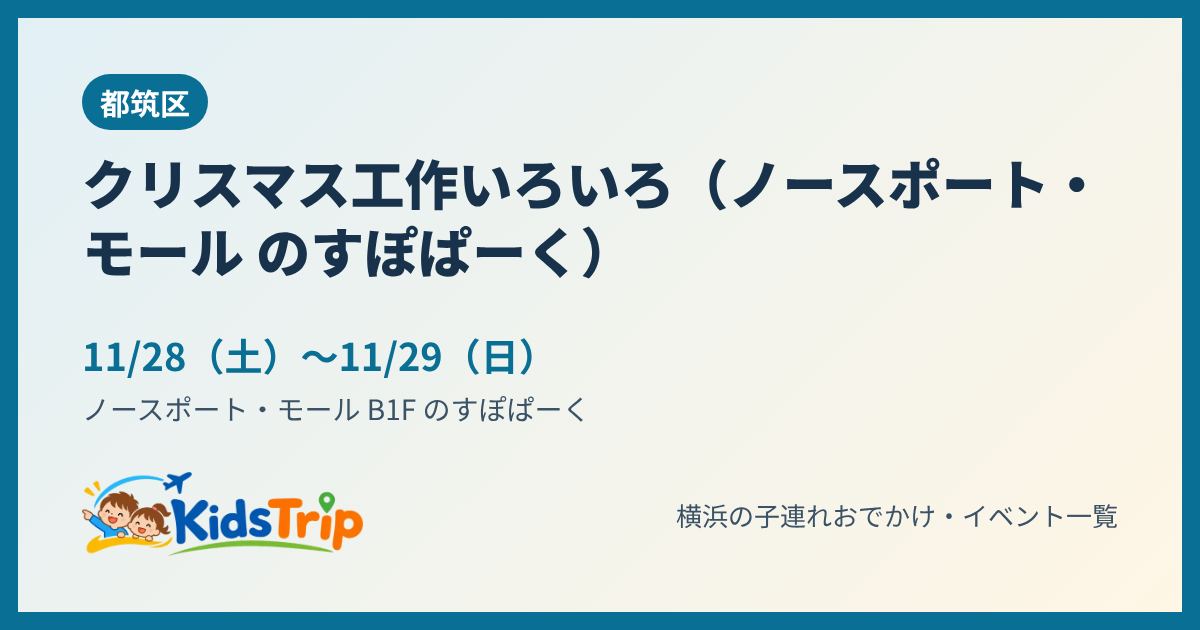 都筑区
クリスマス工作いろいろ（ノースポート・
モール のすぽぱーく）
11/28（土）〜11/29（日）
ノースポート・モール B1F のすぽぱーく
KidsTrip
横浜の子連れおでかけ・イベント一覧